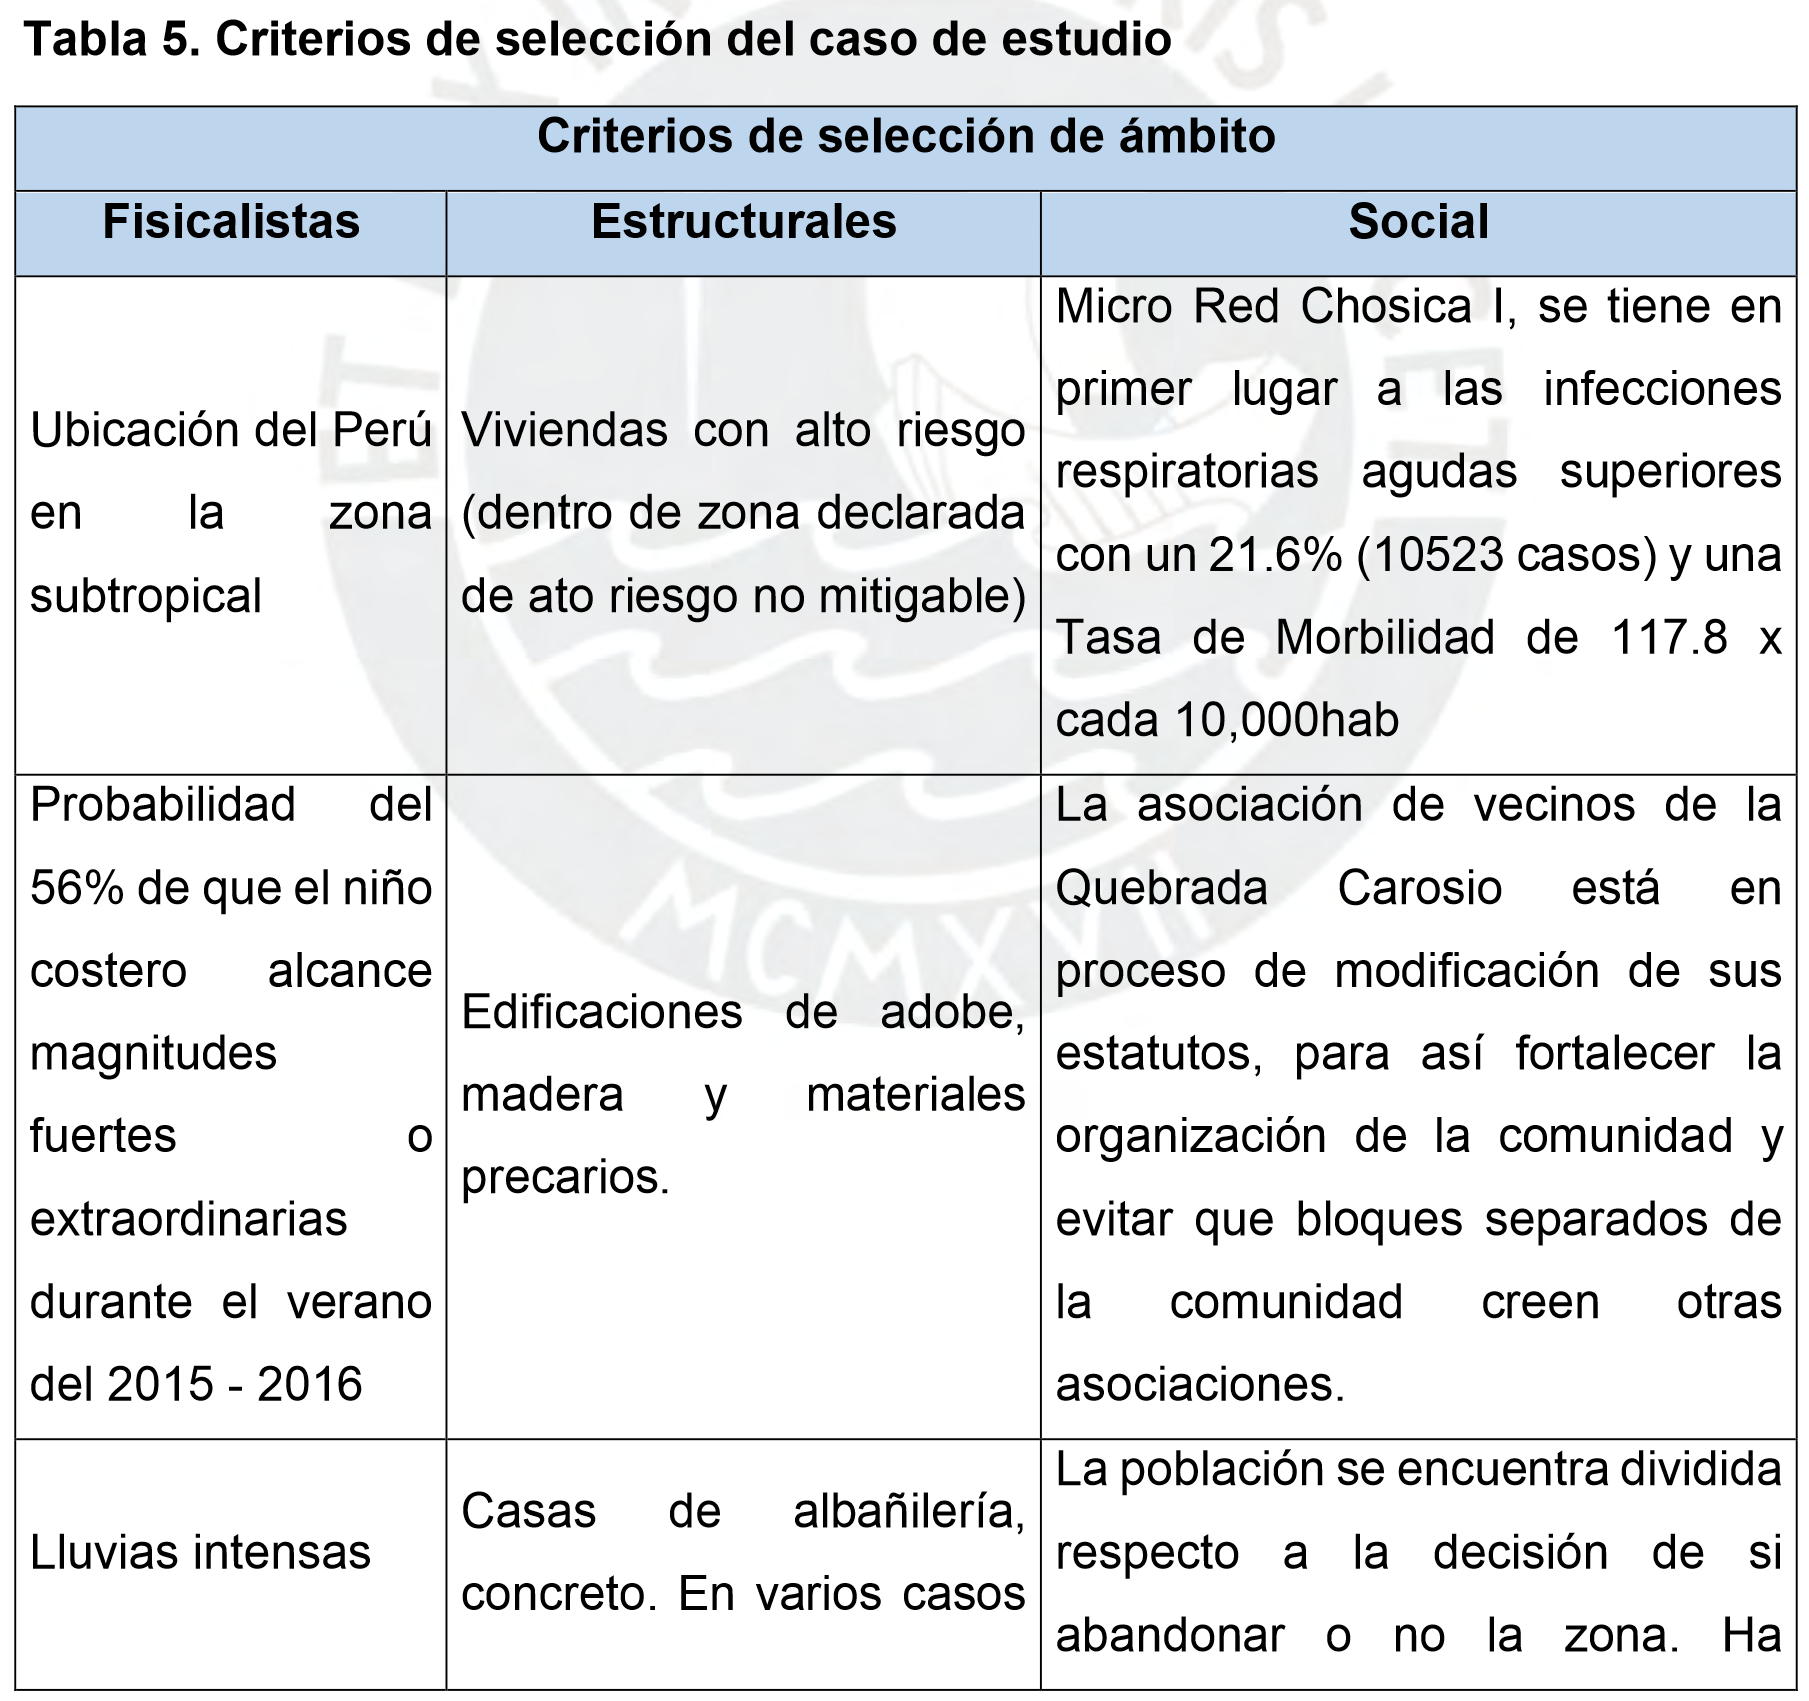 Tabla 5. Criterios de selección del caso de estudio
Criterios de selección de ámbito
Fisicalistas
Estructurales
Social
Ubicación del Perú
en la zona
subtropical
Viviendas con alto riesgo
(dentro de zona declarada
de ato riesgo no mitigable)
Micro Red Chosica I, se tiene en
primer lugar a las infecciones
respiratorias agudas superiores
con un 21.6% (10523 casos) y una
Tasa de Morbilidad de 117.8 x
cada 10,000hab
Probabilidad del
56% de que el niño
costero alcance
magnitudes
fuertes o
extraordinarias
durante el verano
del 2015 - 2016
Edificaciones de adobe,
madera y materiales
precarios.
La asociación de vecinos de la
Quebrada Carosio está en
proceso de modificación de sus
estatutos, para así fortalecer la
organización de la comunidad y
evitar que bloques separados de
la comunidad creen otras
asociaciones.
Lluvias intensas
Casas de albañilería,
concreto. En varios casos
La población se encuentra dividida
respecto a la decisión de si
abandonar o no la zona. Ha
MCMXVII